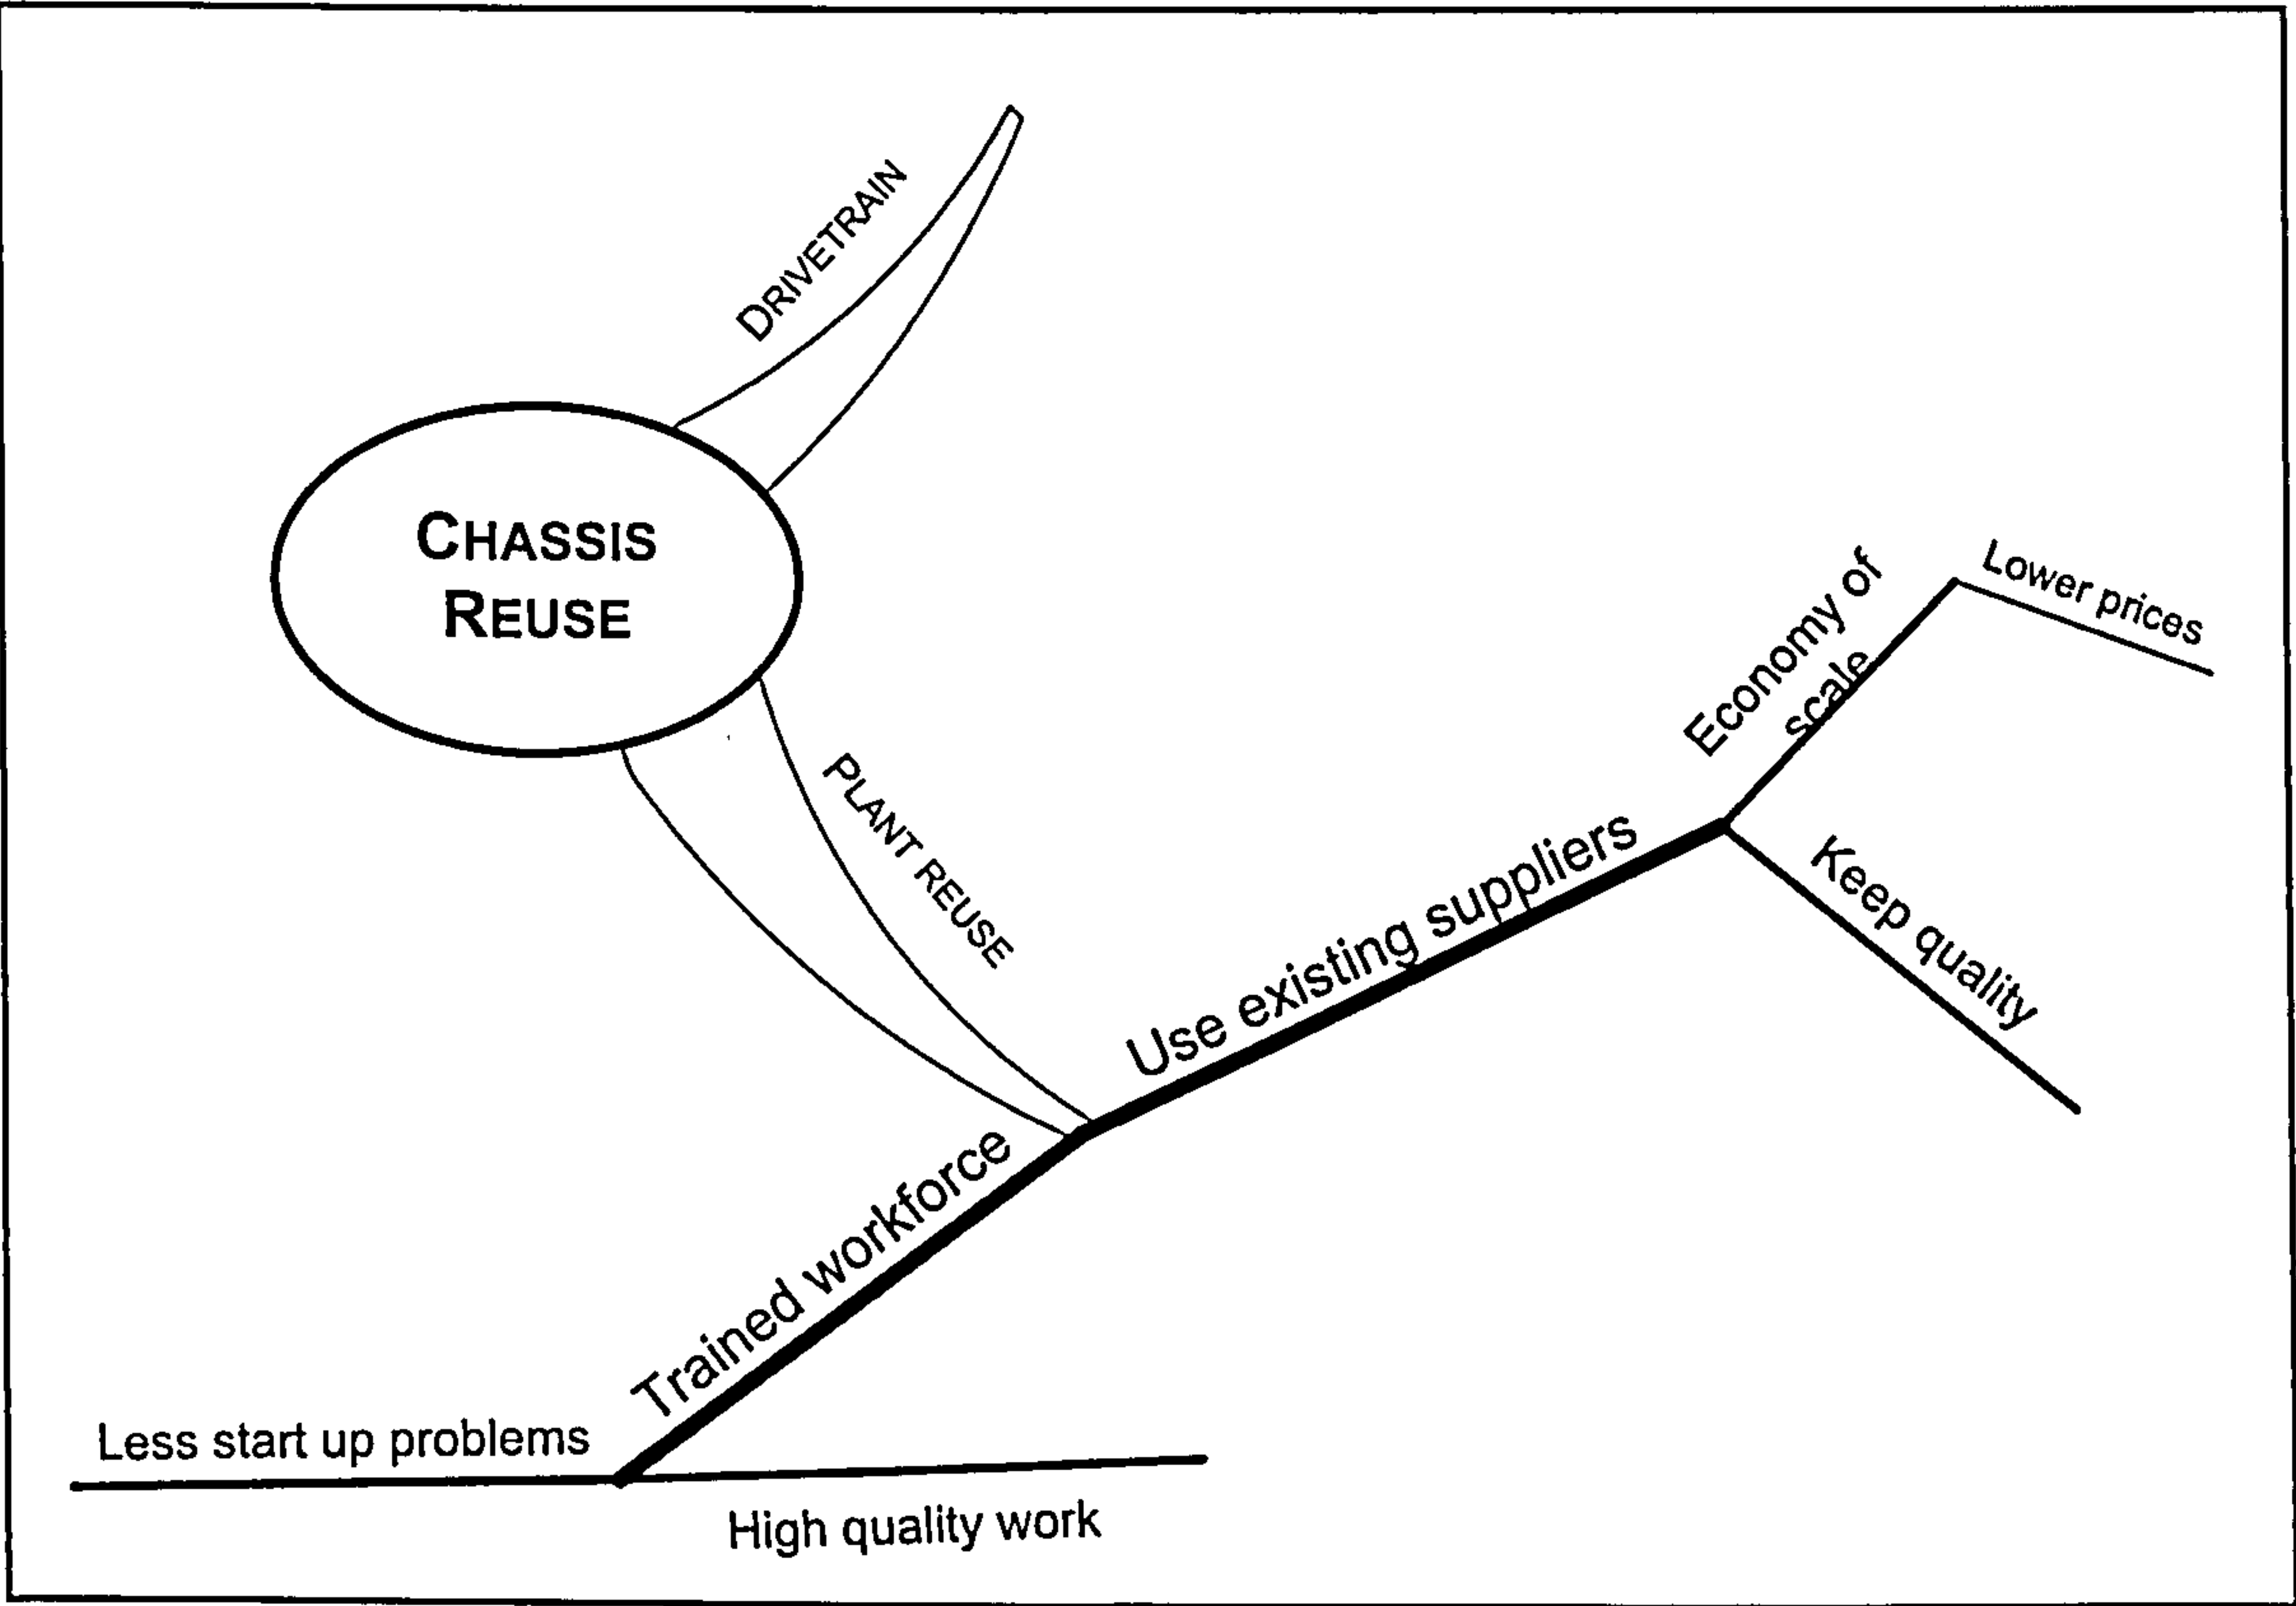 DRIVETRAIN
CHASSIS
REUSE
PLANT REUSE
Economy of
scale
Lower prices
Keep quality
Use existing suppliers
Trained workforce
Less start up problems
High quality work